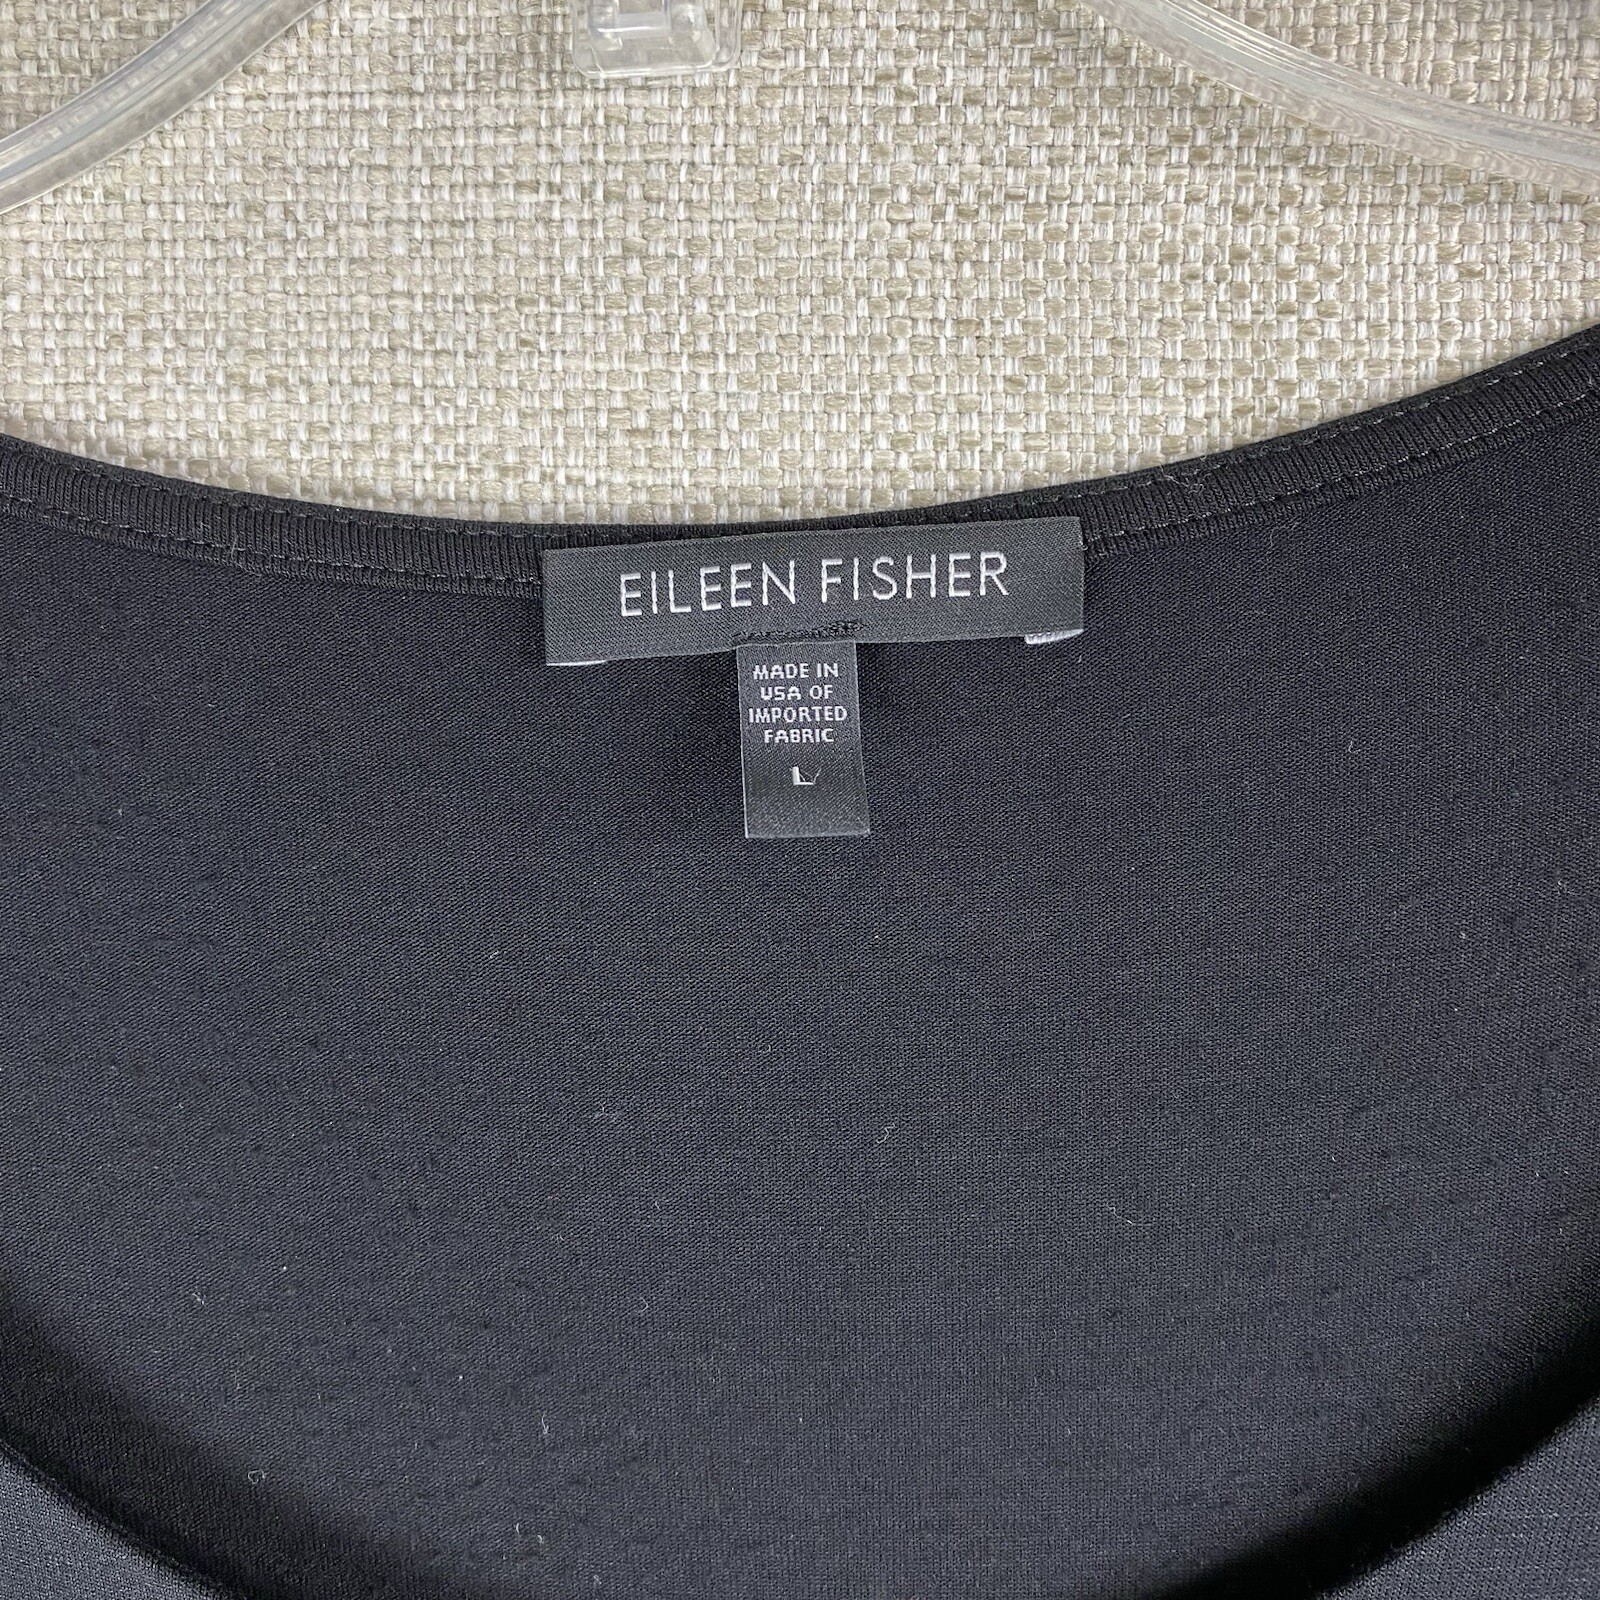 EILEEN FISHER
MADE IN
USA OF
IMPORTED
FABRIC
L